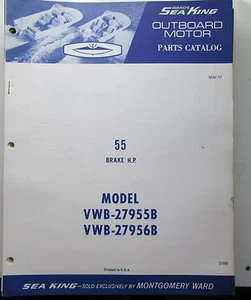 WARDS
SEA KING
OUTBOARD
MOTOR
PARTS CATALOG
55
BRAKE H.P.
MODEL
VWB-27955B
VWB-27956B
Printed in U.S.A.
SEA KING—SOLD EXCLUSIVELY BY MONTGOMERY WARD